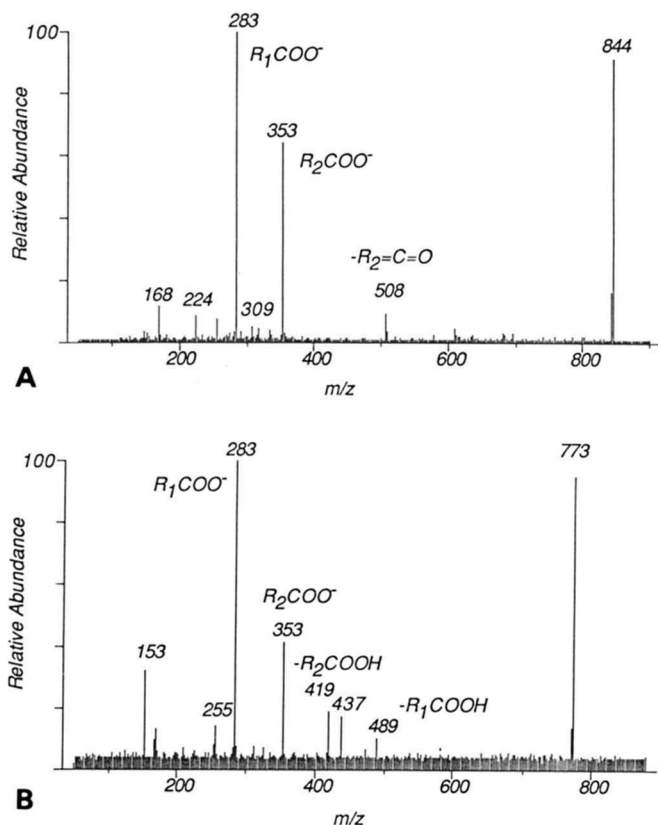 100
283
844
R1COO-
353
R2COO-
-R2=C=O
508
168
224
309
Relative Abundance
200
400
600
800
m/z
A
100
283
773
R1COO-
R2COO-
353
-R2COOH
153
419
437
-R1COOH
255
489
Relative Abundance
200
400
600
800
m/z
B